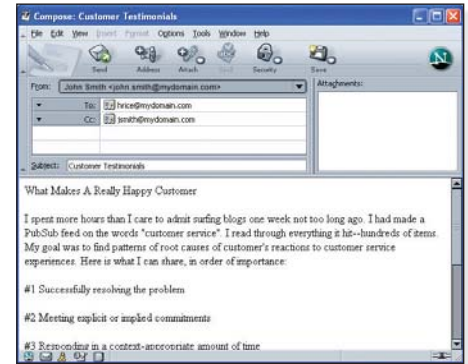 Compose: Customer Testimonials
File Edit View Insert Format Options Tools Window Help
Send Address Attach Security Save
From: John Smith <john.smith@mydomain.com> Attachments:
To: hrice@mydomain.com
Cc: jsmith@mydomain.com
Subject: Customer Testimonials
What Makes A Really Happy Customer
I spent more hours than I care to admit surfing blogs one week not too long ago. I had made a
PubSub feed on the words "customer service". I read through everything it hit--hundreds of items.
My goal was to find patterns of root causes of customer's reactions to customer service
experiences. Here is what I can share, in order of importance:
#1 Successfully resolving the problem
#2 Meeting explicit or implied commitments
#3 Responding in a context-appropriate amount of time